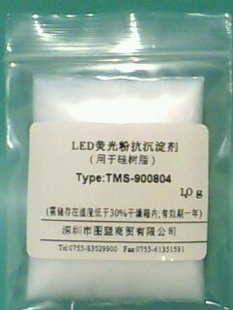 LED荧光粉抗沉淀剂
(用于硅树脂)
Type:TMS-900804
10g
(需储存在湿度低于30%干燥箱内;有效期一年)
深圳市图盟商贸有限公司
Tel:0755-83529900 Fax:0755-61351591